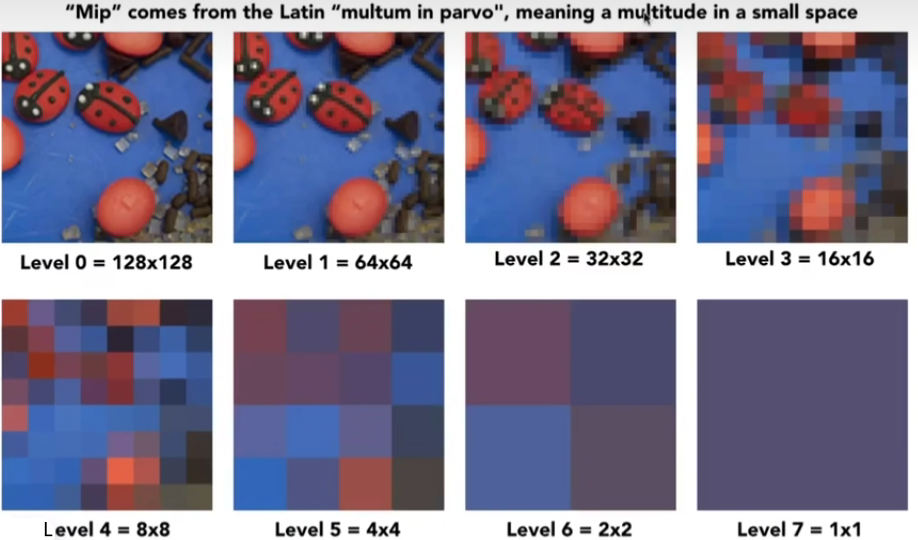 “Mip” comes from the Latin “multum in parvo", meaning a multitude in a small space
Level 0 = 128x128
Level 1 = 64x64
Level 2 = 32x32
Level 3 = 16x16
Level 4 = 8x8
Level 5 = 4x4
Level 6 = 2x2
Level 7 = 1x1